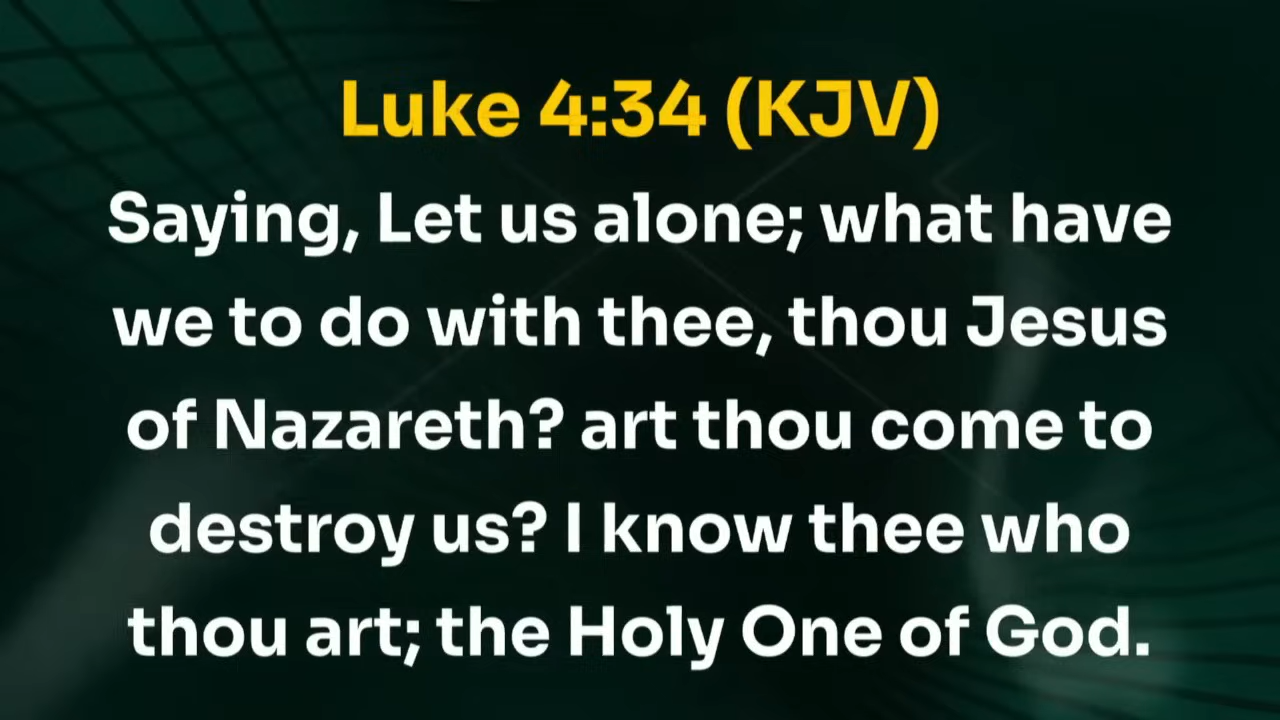 Luke 4:34 (KJV)
Saying, Let us alone; what have
we to do with thee, thou Jesus
of Nazareth? art thou come to
destroy us? I know thee who
thou art; the Holy One of God.